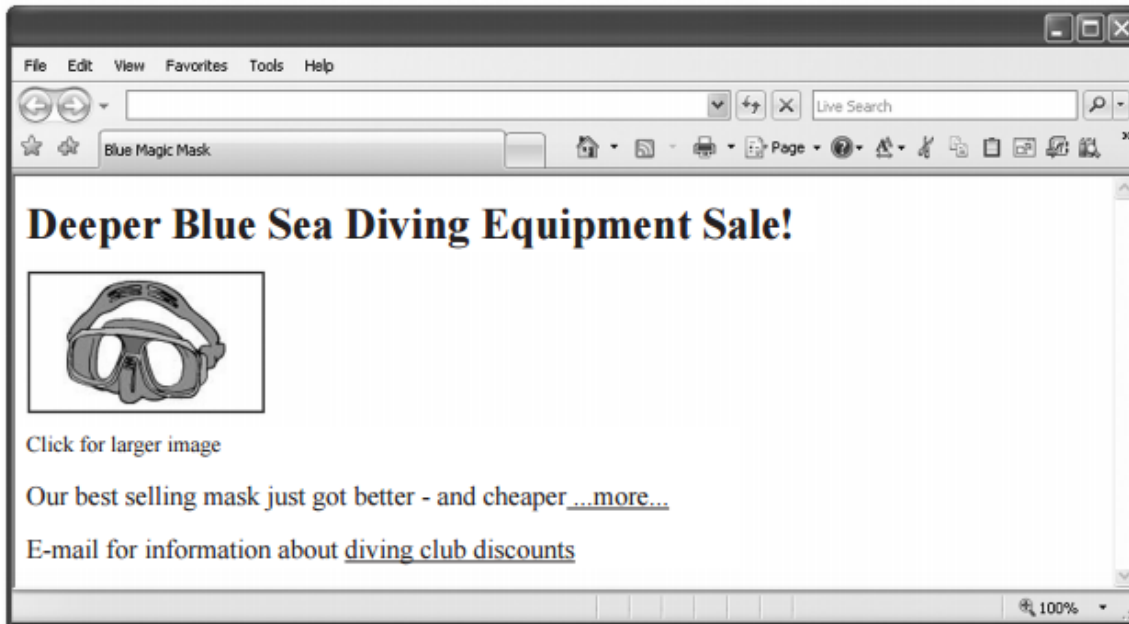 File Edit View Favorites Tools Help
Live Search
Blue Magic Mask Page
Deeper Blue Sea Diving Equipment Sale!
Click for larger image
Our best selling mask just got better - and cheaper ...more...
E-mail for information about diving club discounts
100%